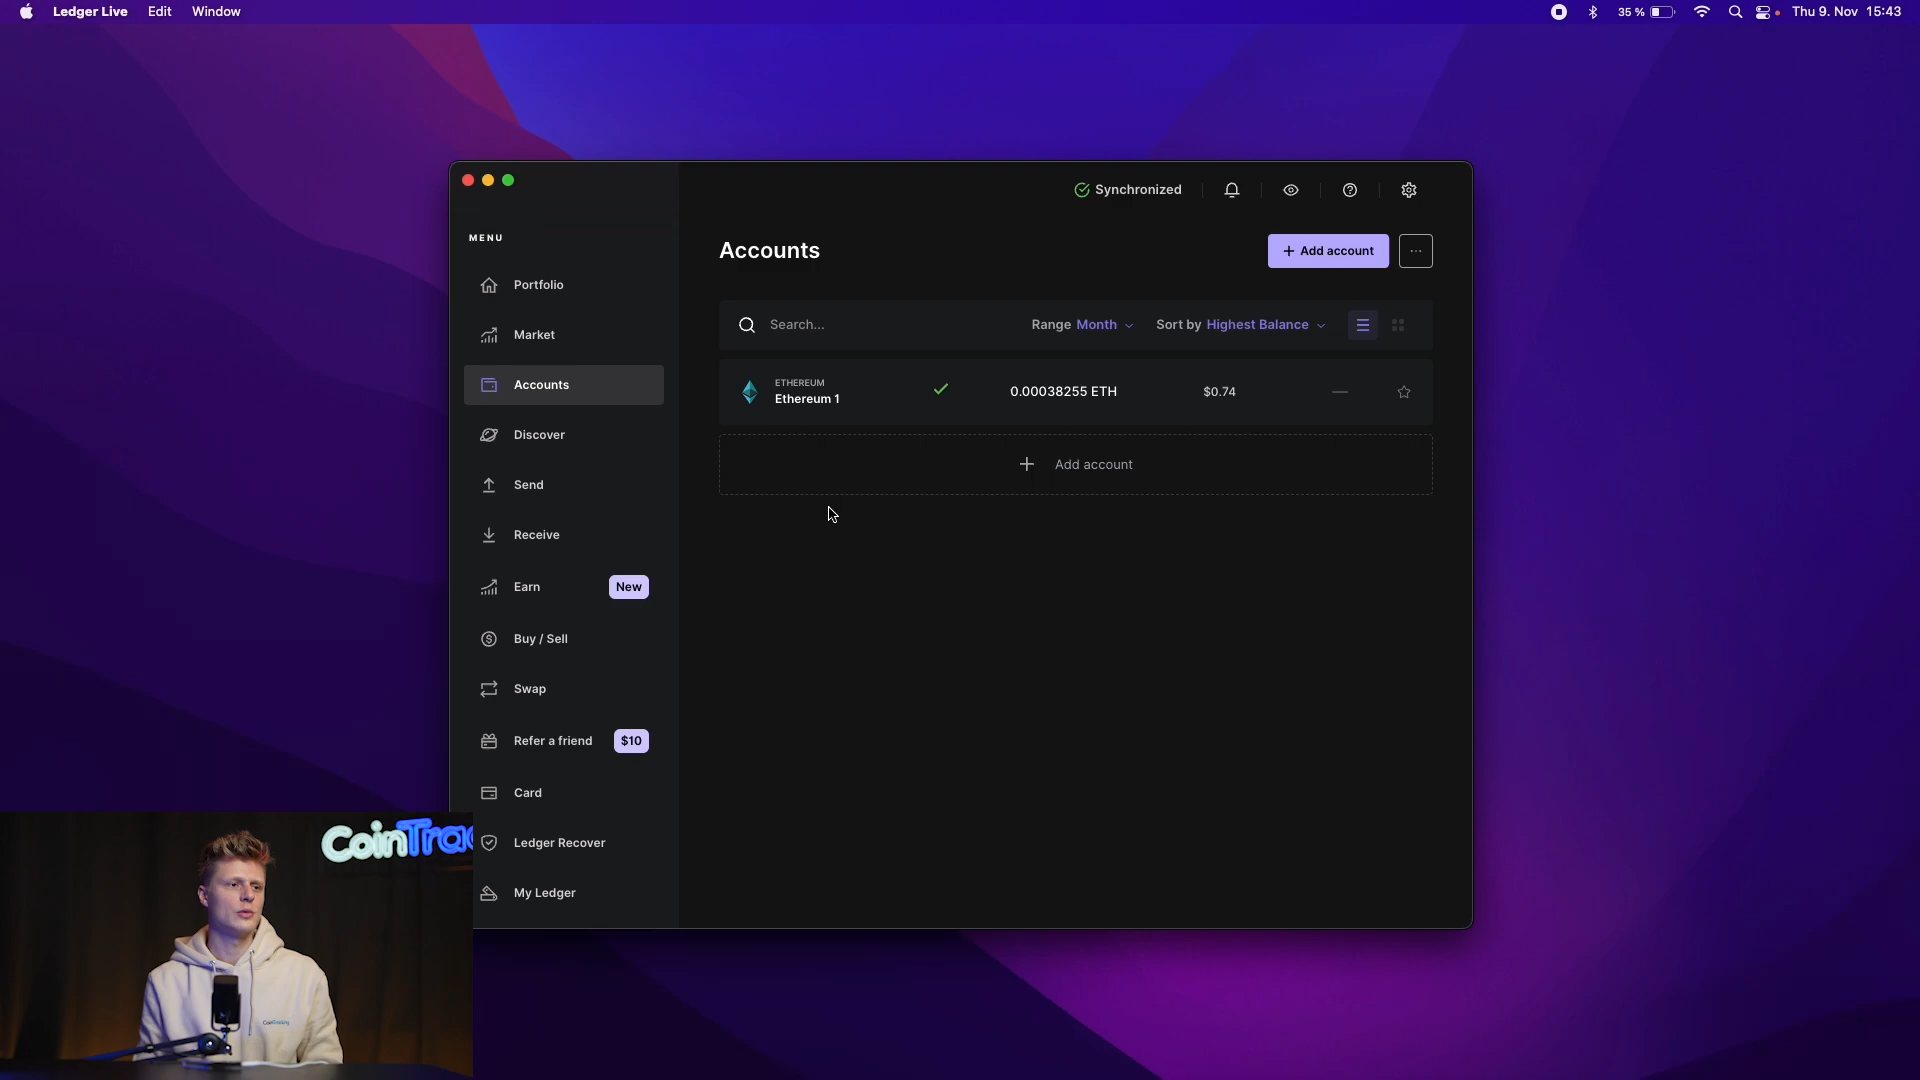 Ledger Live Edit Window
35 % Thu 9. Nov 15:43
Synchronized
MENU
Accounts
+ Add account
...
Portfolio
Market
Accounts
Discover
Send
Receive
Earn New
Buy / Sell
Swap
Refer a friend $10
Card
Ledger Recover
My Ledger
Search...
Range Month
Sort by Highest Balance
ETHEREUM
Ethereum 1
0.00038255 ETH
$0.74
—
+ Add account
CoinTrac